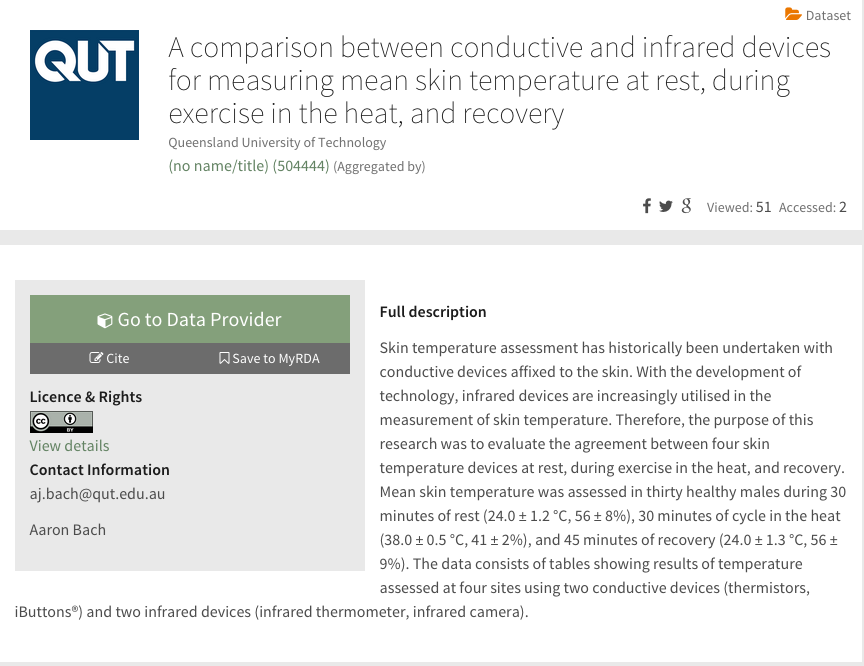 Dataset
QUT
A comparison between conductive and infrared devices
for measuring mean skin temperature at rest, during
exercise in the heat, and recovery
Queensland University of Technology
(no name/title) (504444) (Aggregated by)
Viewed: 51 Accessed: 2
Go to Data Provider
Cite
Save to MyRDA
Licence & Rights
cc BY
View details
Contact Information
aj.bach@qut.edu.au
Aaron Bach
Full description
Skin temperature assessment has historically been undertaken with
conductive devices affixed to the skin. With the development of
technology, infrared devices are increasingly utilised in the
measurement of skin temperature. Therefore, the purpose of this
research was to evaluate the agreement between four skin
temperature devices at rest, during exercise in the heat, and recovery.
Mean skin temperature was assessed in thirty healthy males during 30
minutes of rest (24.0 ± 1.2 °C, 56 ± 8%), 30 minutes of cycle in the heat
(38.0 ± 0.5 °C, 41 ± 2%), and 45 minutes of recovery (24.0 ± 1.3 °C, 56 ±
9%). The data consists of tables showing results of temperature
assessed at four sites using two conductive devices (thermistors,
iButtons®) and two infrared devices (infrared thermometer, infrared camera).